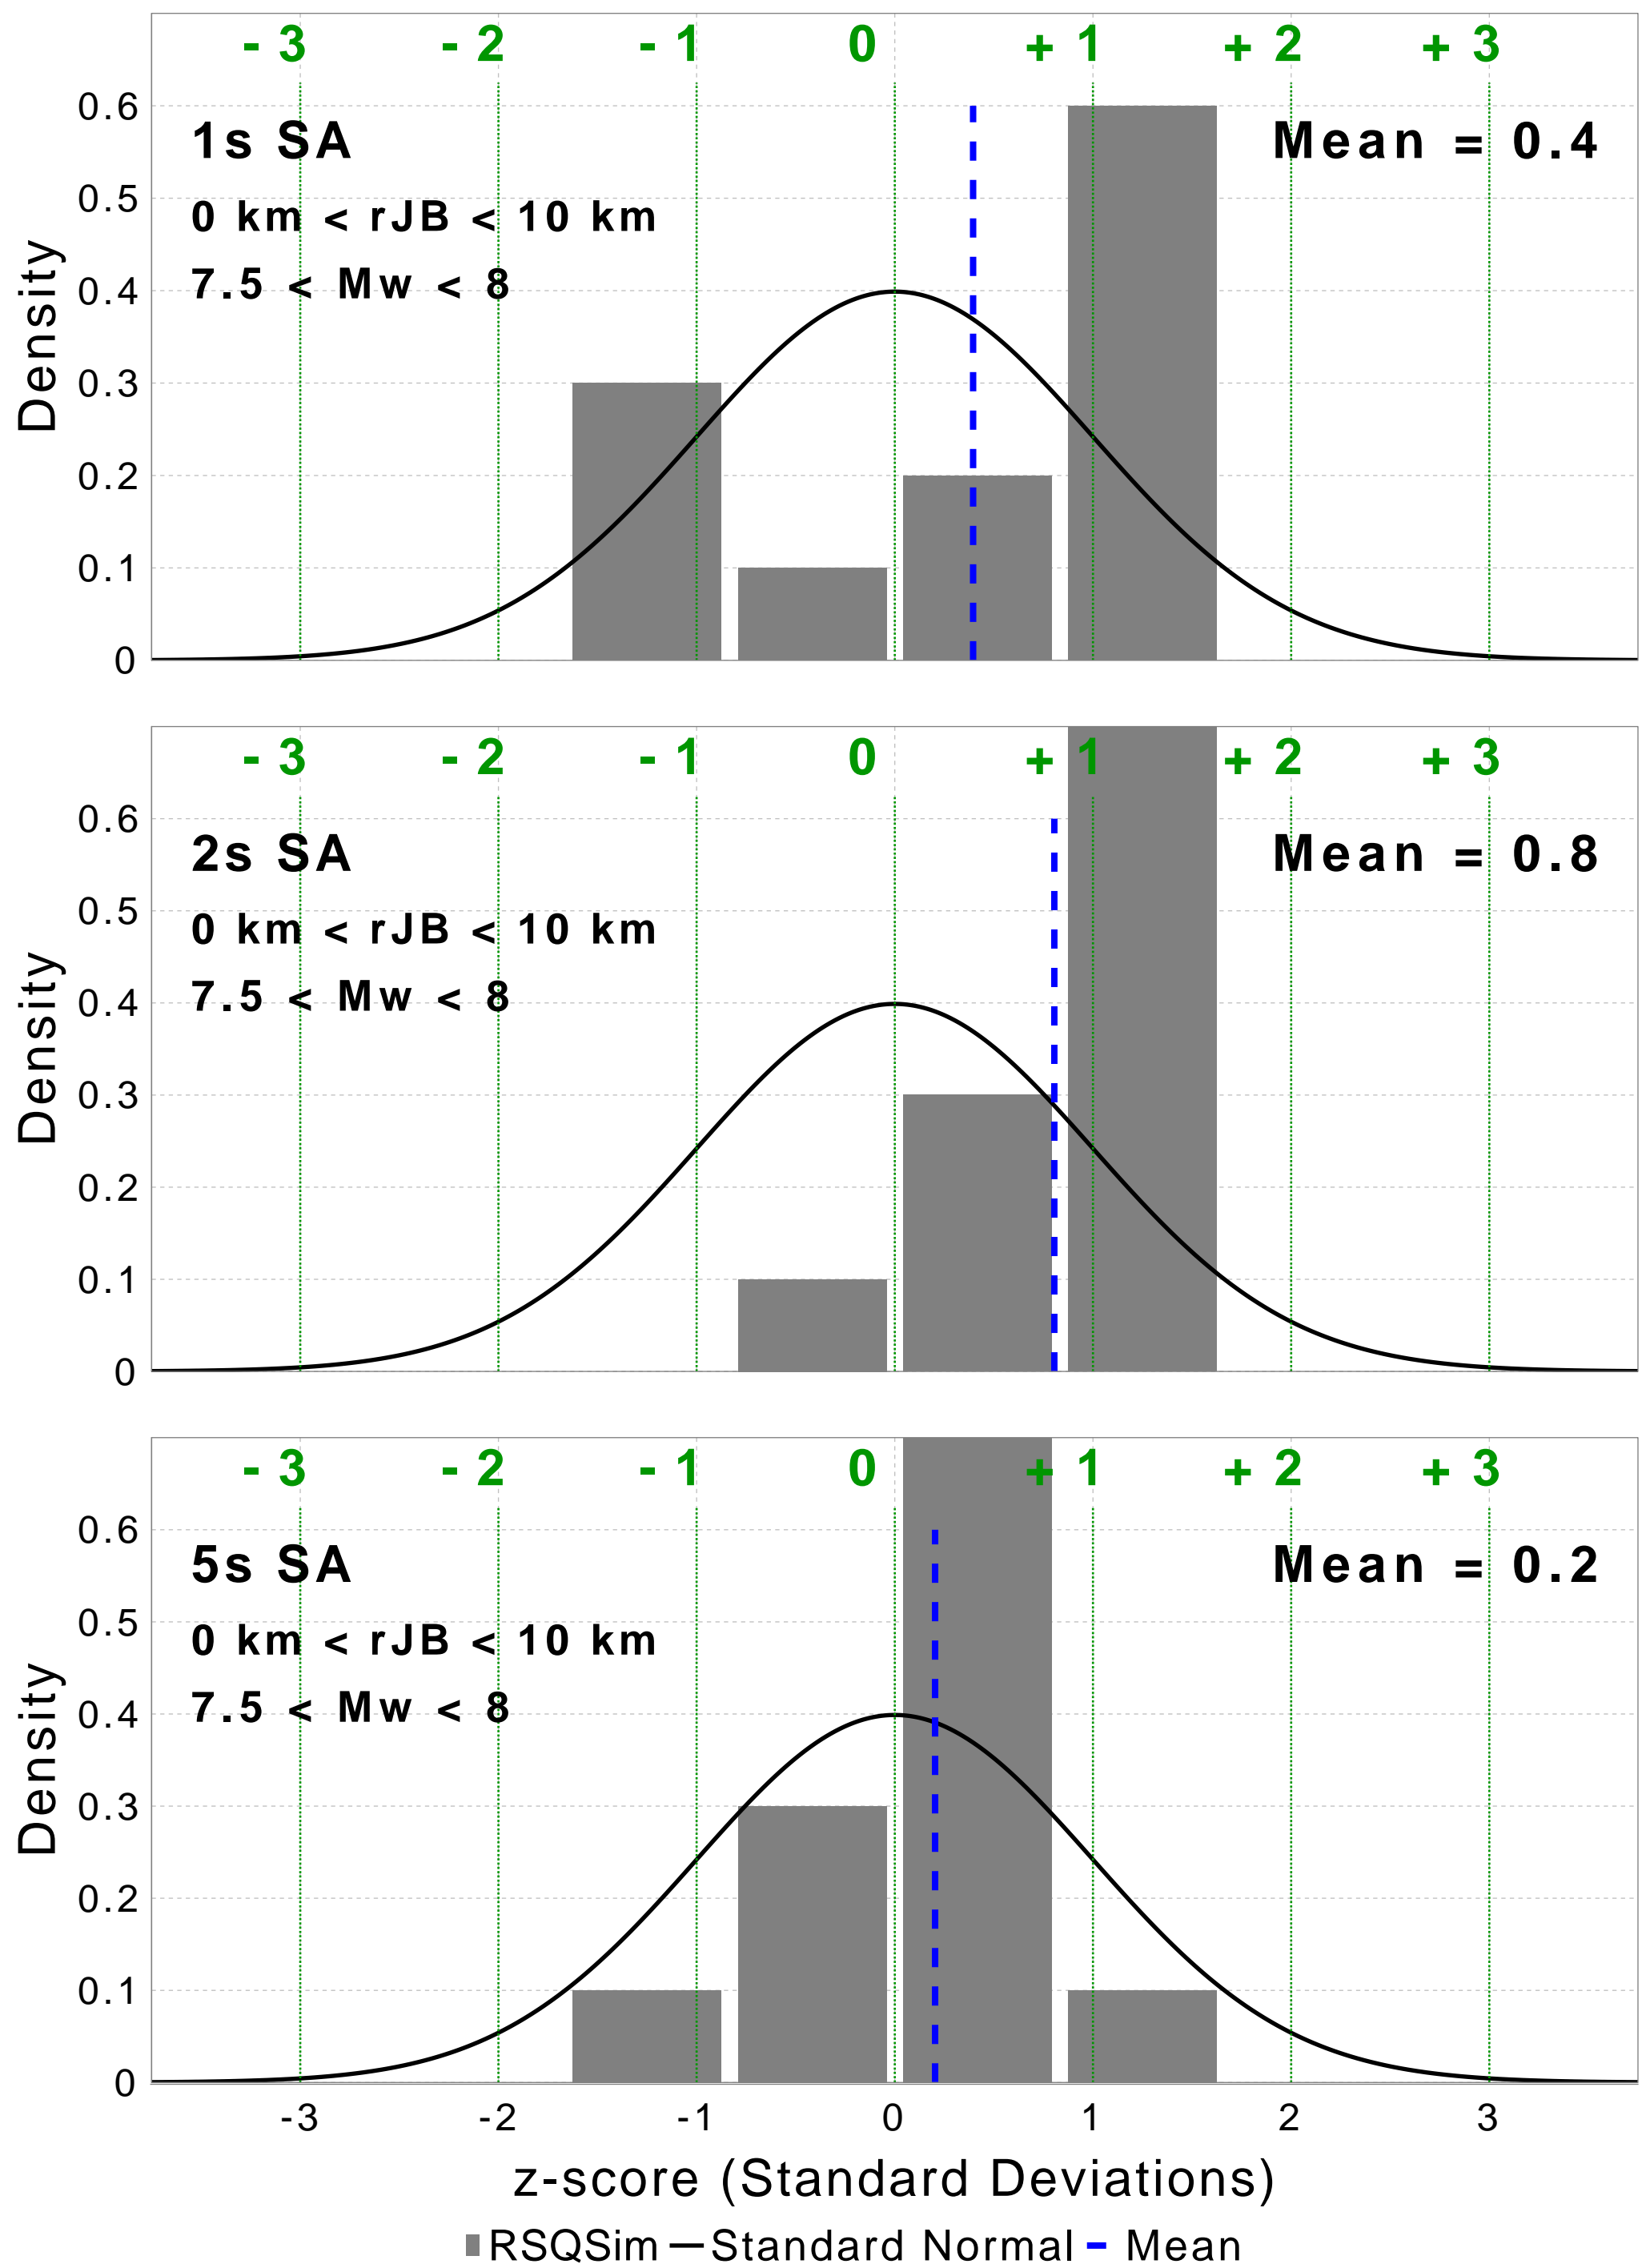 - 3 - 2 - 1 0 + 1 + 2 + 3
0.6
1s SA Mean = 0.4
0.5
0 km < rJB < 10 km
7.5 < Mw < 8
0.4
Density
0.3
0.2
0.1
0
- 3 - 2 - 1 0 + 1 + 2 + 3
0.6
2s SA Mean = 0.8
0.5
0 km < rJB < 10 km
7.5 < Mw < 8
0.4
Density
0.3
0.2
0.1
0
- 3 - 2 - 1 0 + 1 + 2 + 3
0.6
5s SA Mean = 0.2
0.5
0 km < rJB < 10 km
7.5 < Mw < 8
0.4
Density
0.3
0.2
0.1
0
-3 -2 -1 0 1 2 3
z-score (Standard Deviations)
RSQSim Standard Normal Mean